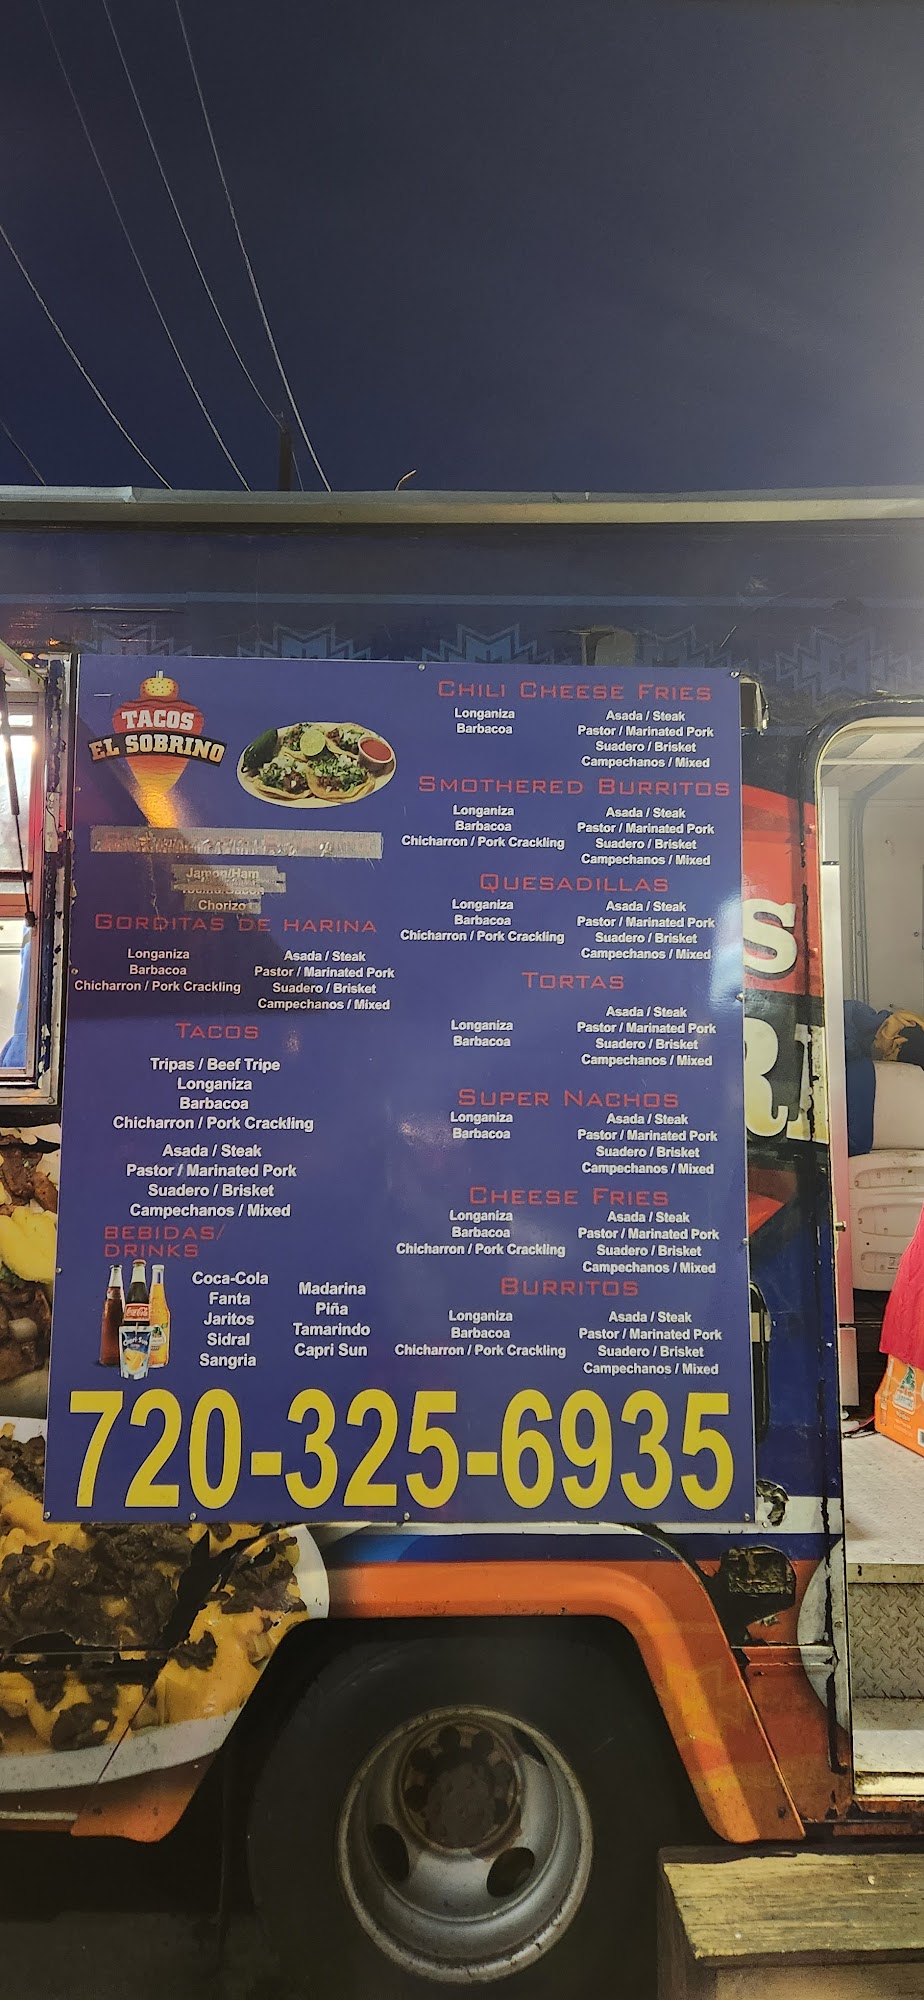 TACOS
EL SOBRINO
Jamon/Ham
Chorizo
GORDITAS DE HARINA
Longaniza
Barbacoa
Chicharron / Pork Crackling
Asada / Steak
Pastor / Marinated Pork
Suadero / Brisket
Campechanos / Mixed
TACOS
Tripas / Beef Tripe
Longaniza
Barbacoa
Chicharron / Pork Crackling
Asada / Steak
Pastor / Marinated Pork
Suadero / Brisket
Campechanos / Mixed
BEBIDAS/
DRINKS
Coca-Cola
Fanta
Jaritos
Sidral
Sangria
Madarina
Piña
Tamarindo
Capri Sun
CHILI CHEESE FRIES
Longaniza
Barbacoa
Asada / Steak
Pastor / Marinated Pork
Suadero / Brisket
Campechanos / Mixed
SMOTHERED BURRITOS
Longaniza
Barbacoa
Chicharron / Pork Crackling
Asada / Steak
Pastor / Marinated Pork
Suadero / Brisket
Campechanos / Mixed
QUESADILLAS
Longaniza
Barbacoa
Chicharron / Pork Crackling
Asada / Steak
Pastor / Marinated Pork
Suadero / Brisket
Campechanos / Mixed
TORTAS
Longaniza
Barbacoa
Asada / Steak
Pastor / Marinated Pork
Suadero / Brisket
Campechanos / Mixed
SUPER NACHOS
Longaniza
Barbacoa
Asada / Steak
Pastor / Marinated Pork
Suadero / Brisket
Campechanos / Mixed
CHEESE FRIES
Longaniza
Barbacoa
Chicharron / Pork Crackling
Asada / Steak
Pastor / Marinated Pork
Suadero / Brisket
Campechanos / Mixed
BURRITOS
Longaniza
Barbacoa
Chicharron / Pork Crackling
Asada / Steak
Pastor / Marinated Pork
Suadero / Brisket
Campechanos / Mixed
720-325-6935